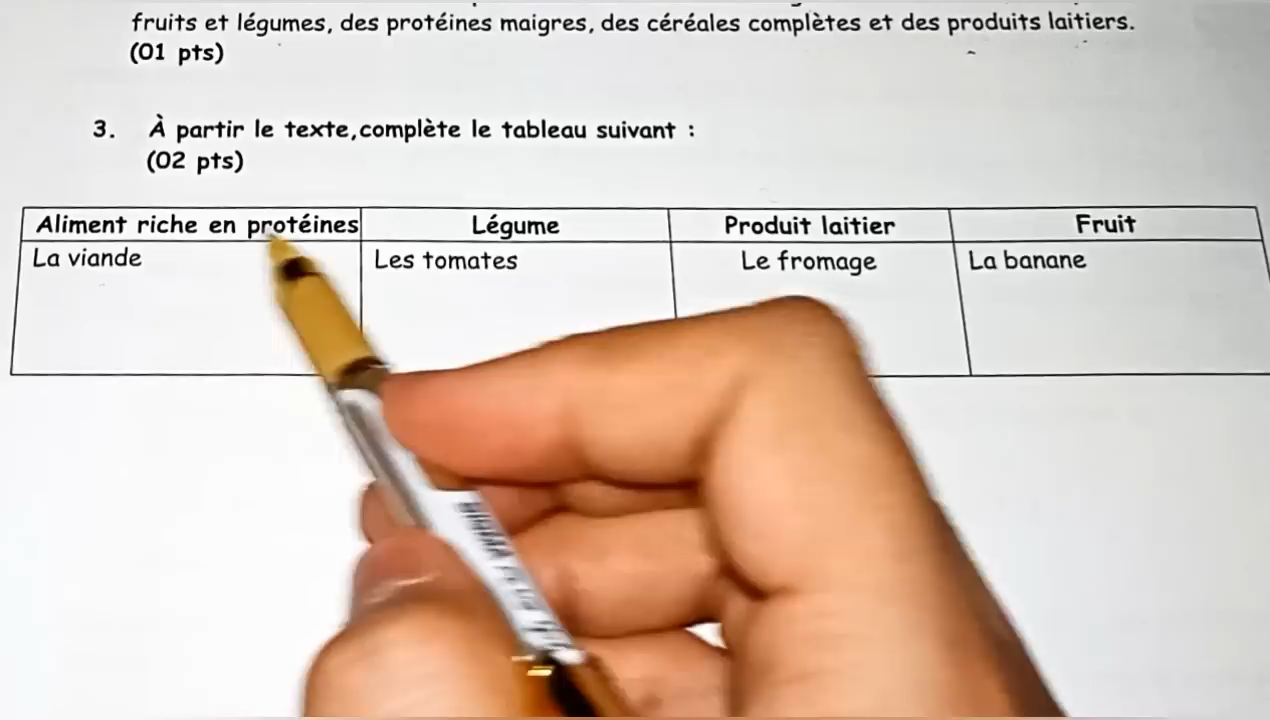 fruits et légumes, des protéines maigres, des céréales complètes et des produits laitiers.
(01 pts)
3. À partir le texte,complète le tableau suivant :
(02 pts)
Aliment riche en protéines Légume Produit laitier Fruit
La viande Les tomates Le fromage La banane